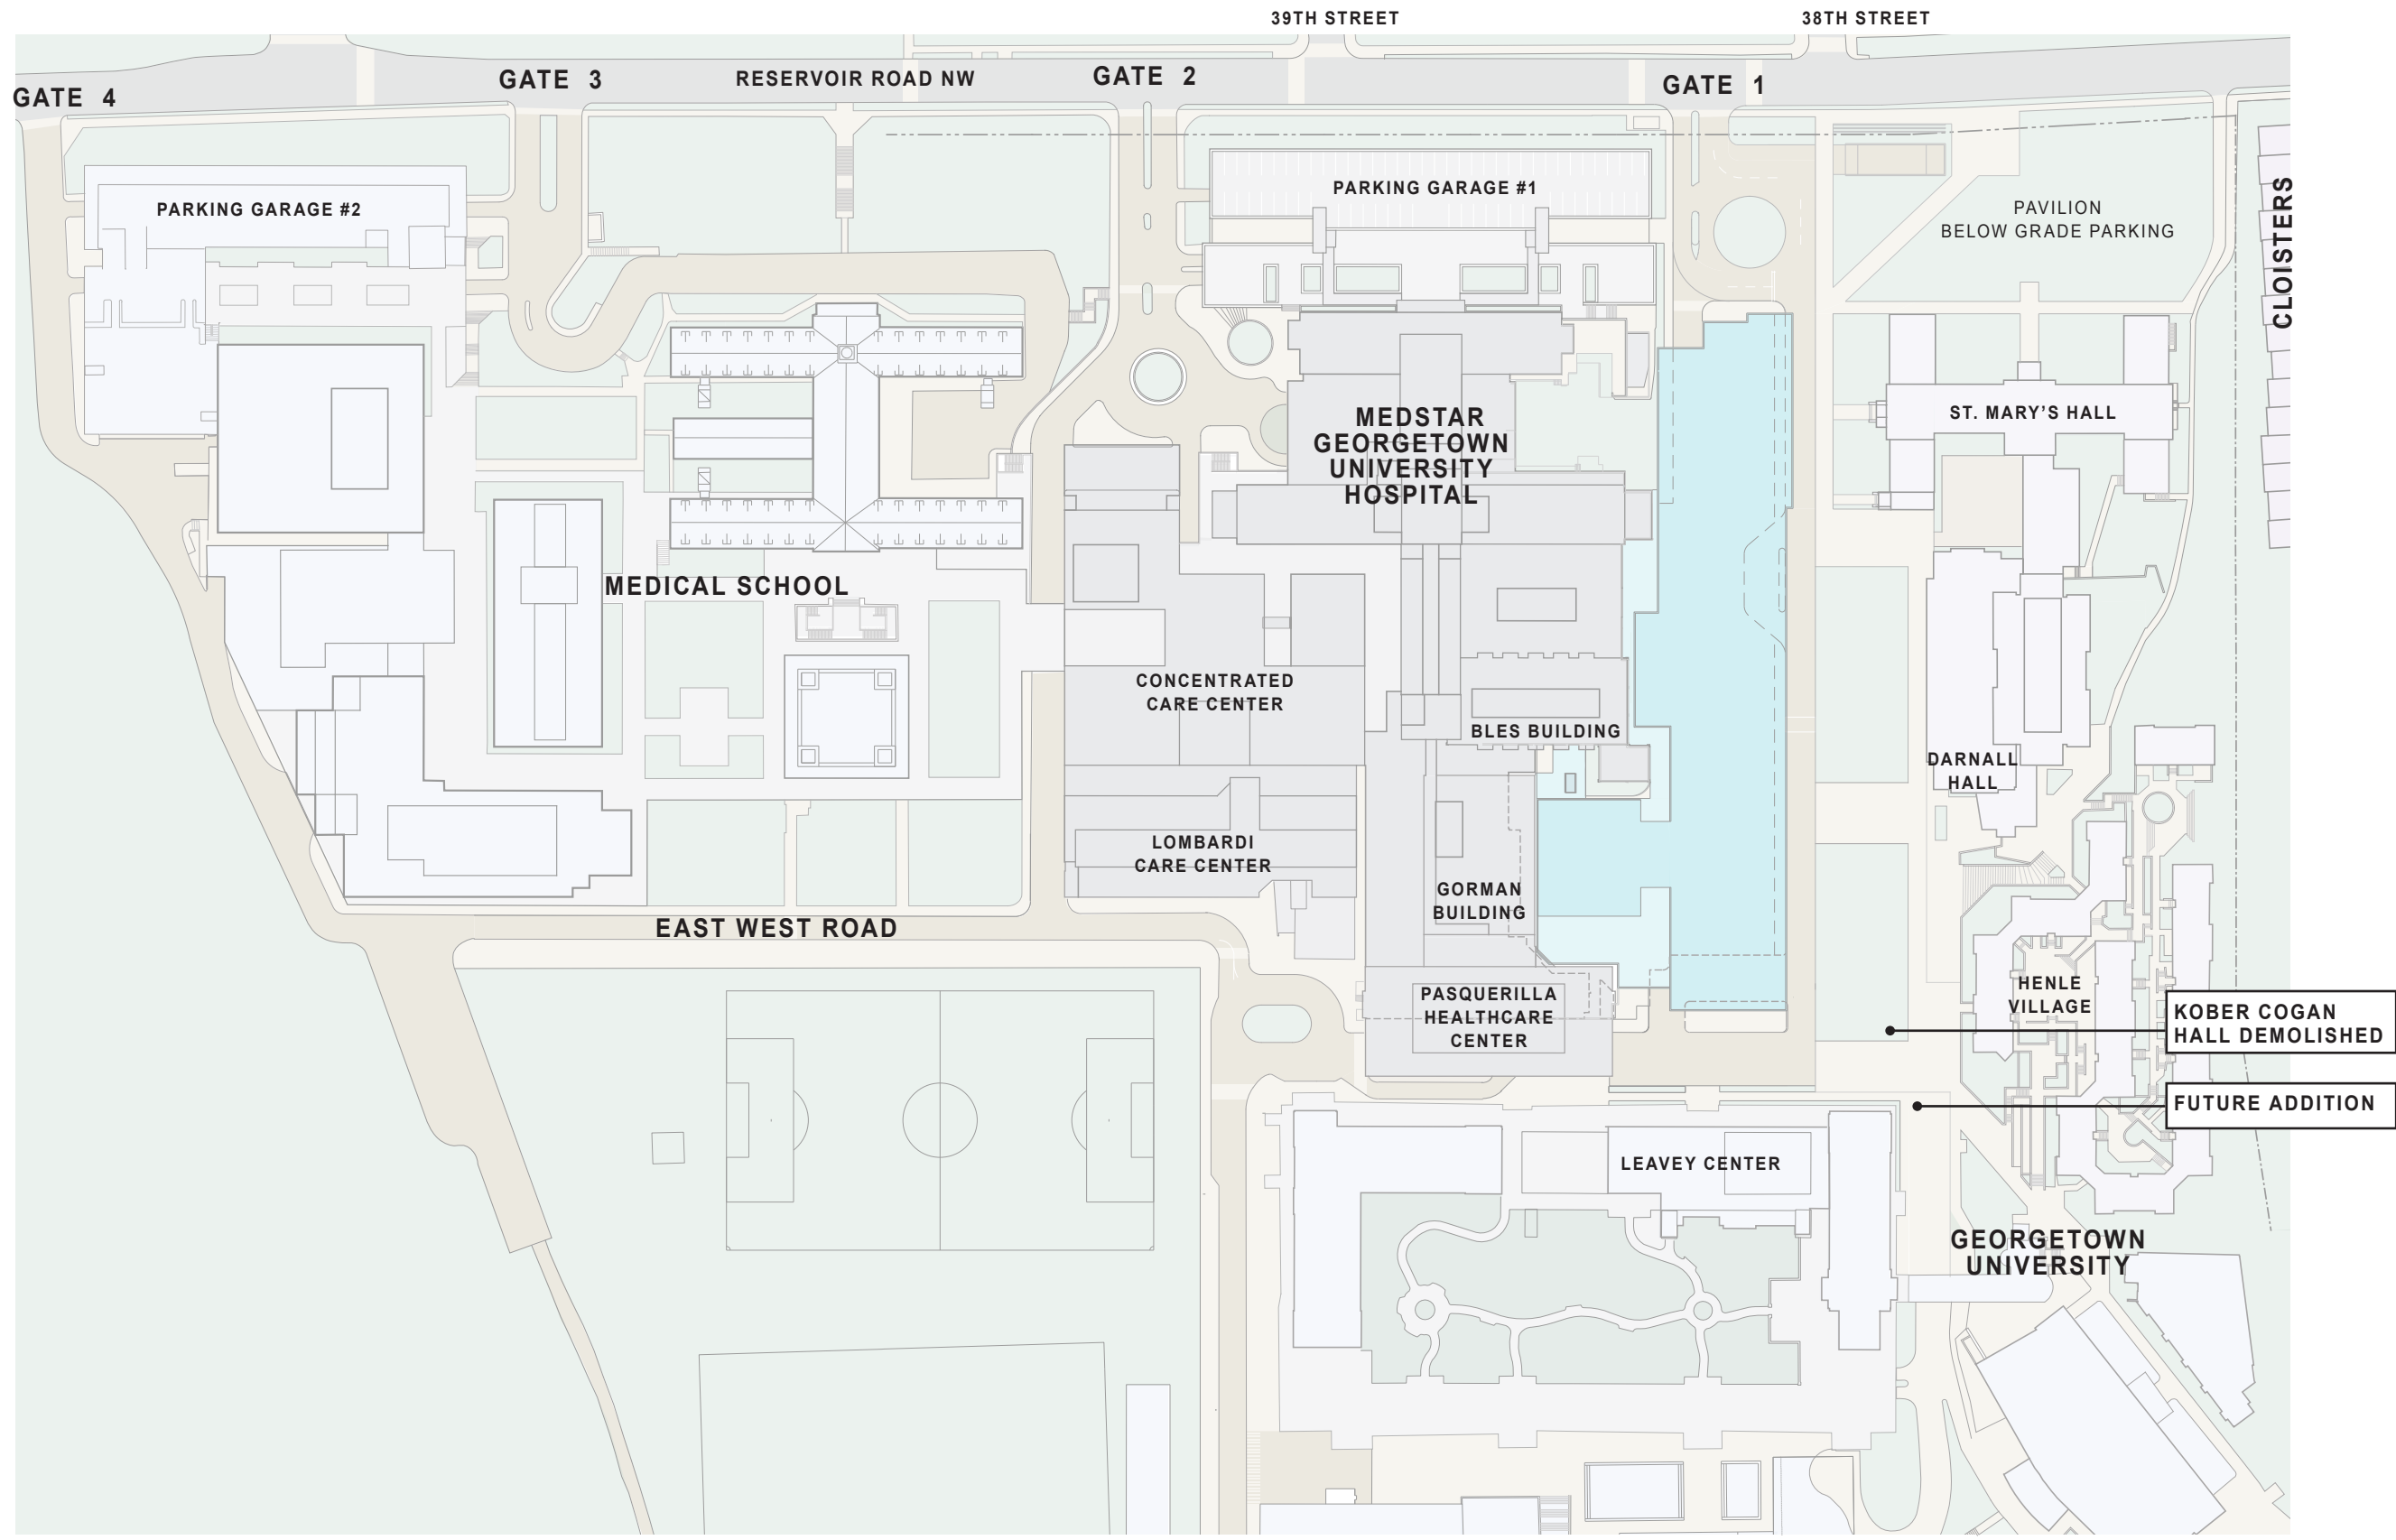 39TH STREET
38TH STREET
GATE 4
GATE 3
RESERVOIR ROAD NW
GATE 2
GATE 1
PARKING GARAGE #2
PARKING GARAGE #1
PAVILION
BELOW GRADE PARKING
CLOISTERS
MEDSTAR
GEORGETOWN
UNIVERSITY
HOSPITAL
ST. MARY’S HALL
MEDICAL SCHOOL
CONCENTRATED
CARE CENTER
BLES BUILDING
DARNALL
HALL
LOMBARDI
CARE CENTER
GORMAN
BUILDING
EAST WEST ROAD
PASQUERILLA
HEALTHCARE
CENTER
HENLE
VILLAGE
KOBER COGAN
HALL DEMOLISHED
FUTURE ADDITION
LEAVEY CENTER
GEORGETOWN
UNIVERSITY